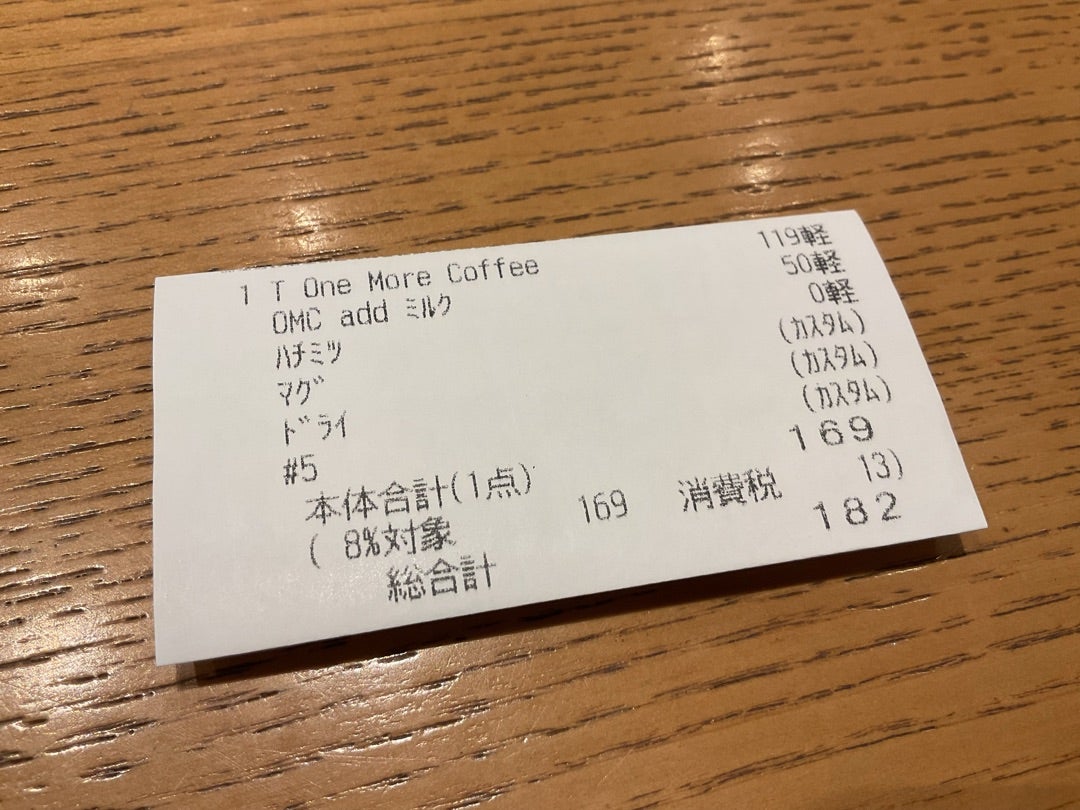 1 T One More Coffee 119軽
OMC add ﾐﾙｸ 50軽
ﾊﾁﾐﾂ 0軽
ﾏｸﾞ (ｶｽﾀﾑ)
ﾄﾞﾗｲ (ｶｽﾀﾑ)
#5 (ｶｽﾀﾑ)
本体合計(1点) 169
( 8%対象 169 消費税 13)
総合計 182